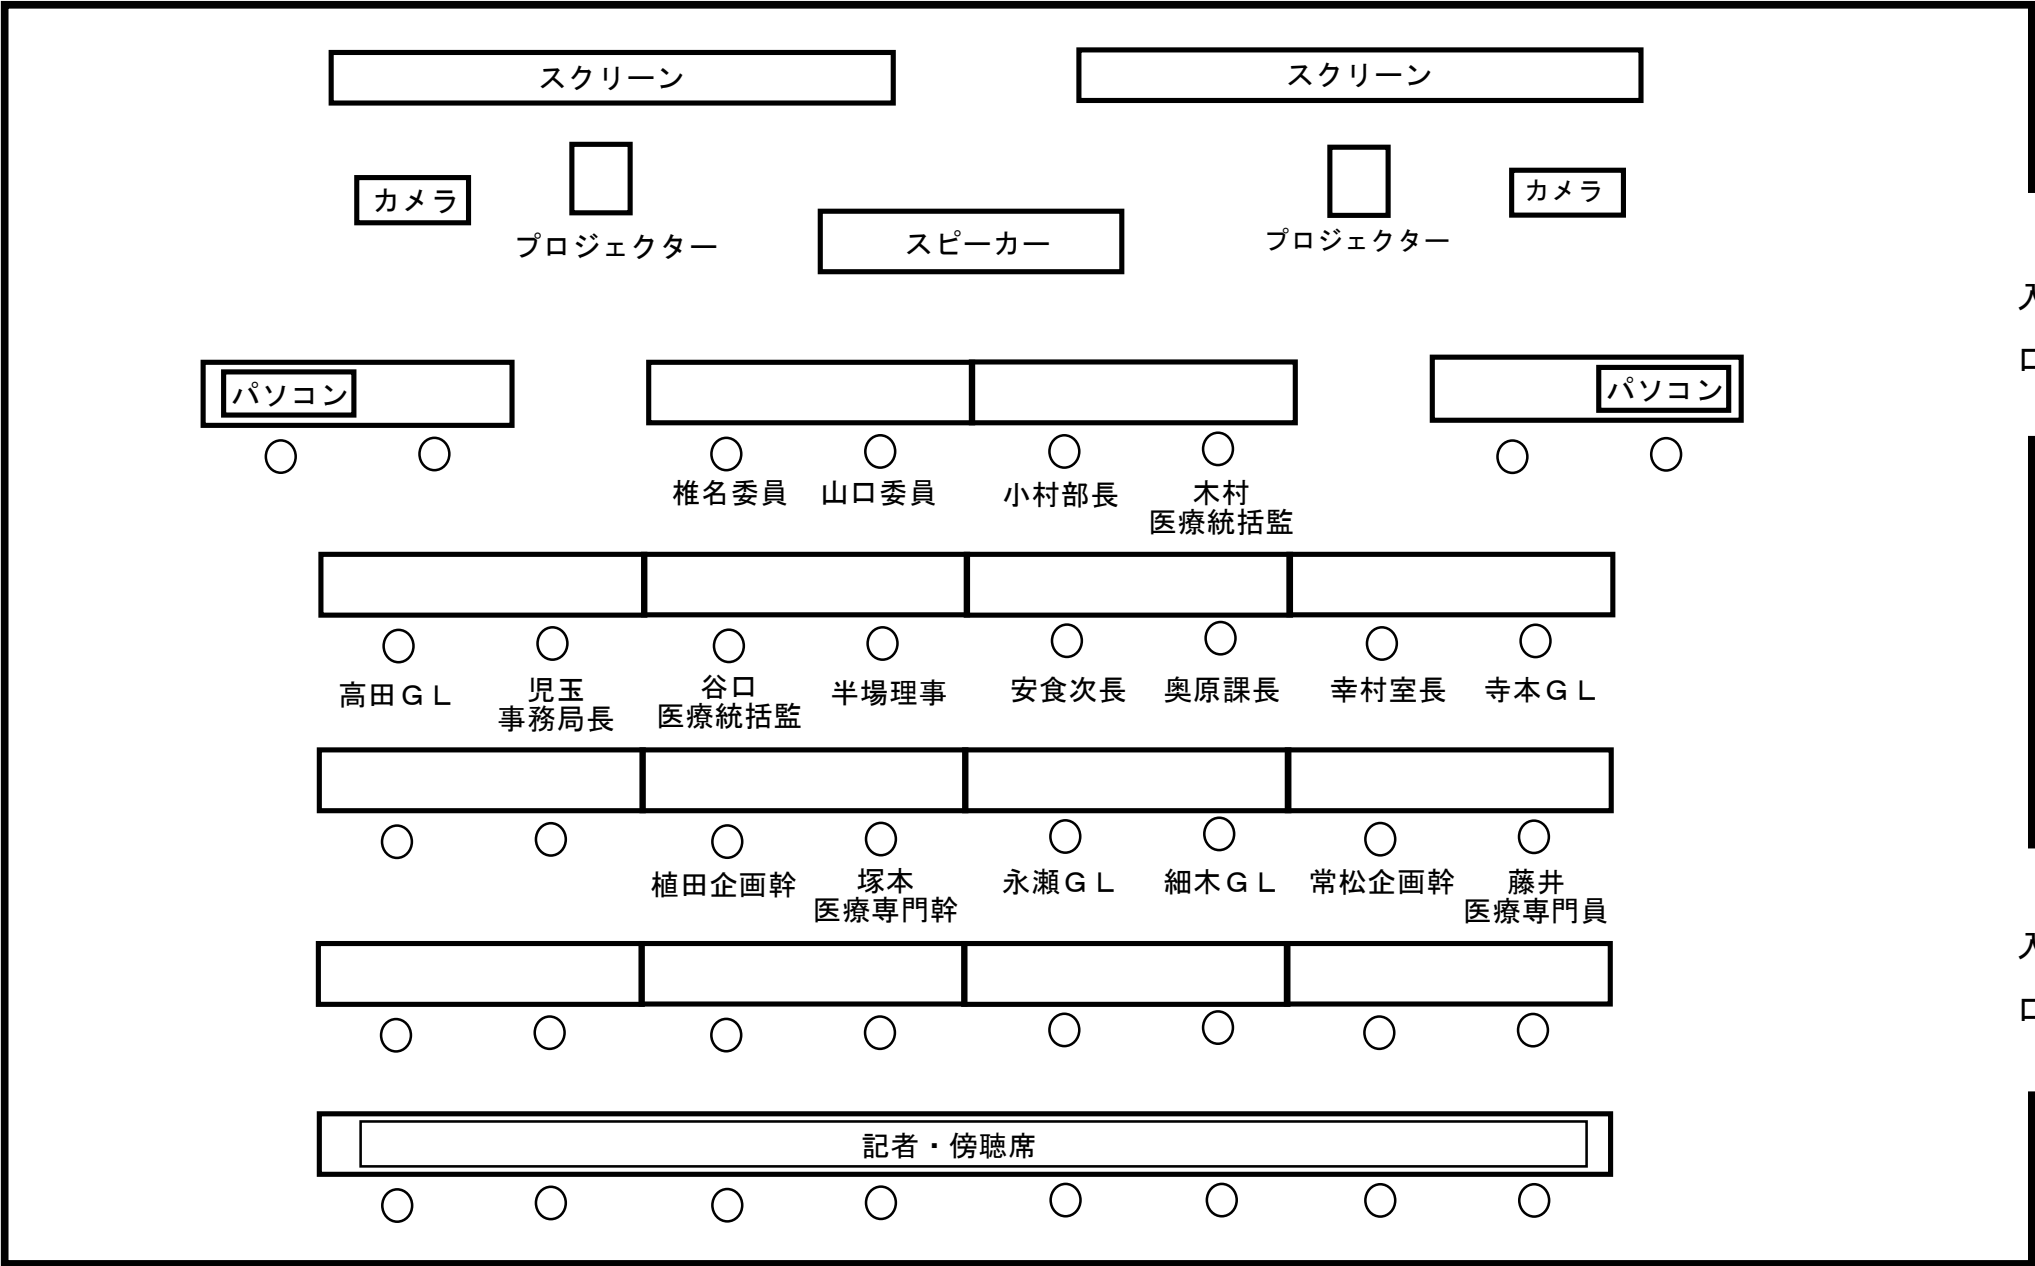 スクリーン
スクリーン
カメラ
カメラ
プロジェクター
スピーカー
プロジェクター
入
口
パソコン
パソコン
椎名委員
山口委員
小村部長
木村
医療統括監
高田ＧＬ
児玉
事務局長
谷口
医療統括監
半場理事
安食次長
奥原課長
幸村室長
寺本ＧＬ
植田企画幹
塚本
医療専門幹
永瀬ＧＬ
細木ＧＬ
常松企画幹
藤井
医療専門員
入
口
記者・傍聴席